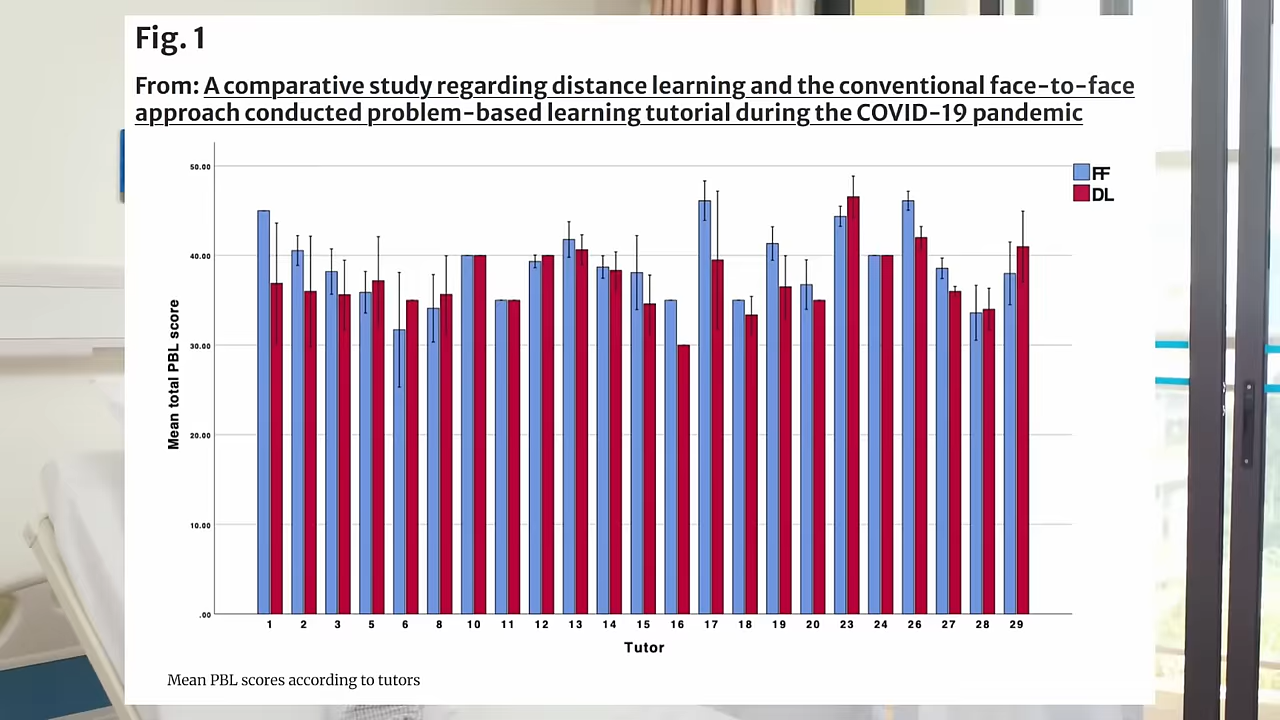 Fig. 1
From: A comparative study regarding distance learning and the conventional face-to-face
approach conducted problem-based learning tutorial during the COVID-19 pandemic
50.00
40.00
30.00
20.00
10.00
.00
Mean total PBL score
FF
DL
1 2 3 5 6 8 10 11 12 13 14 15 16 17 18 19 20 23 24 26 27 28 29
Tutor
Mean PBL scores according to tutors